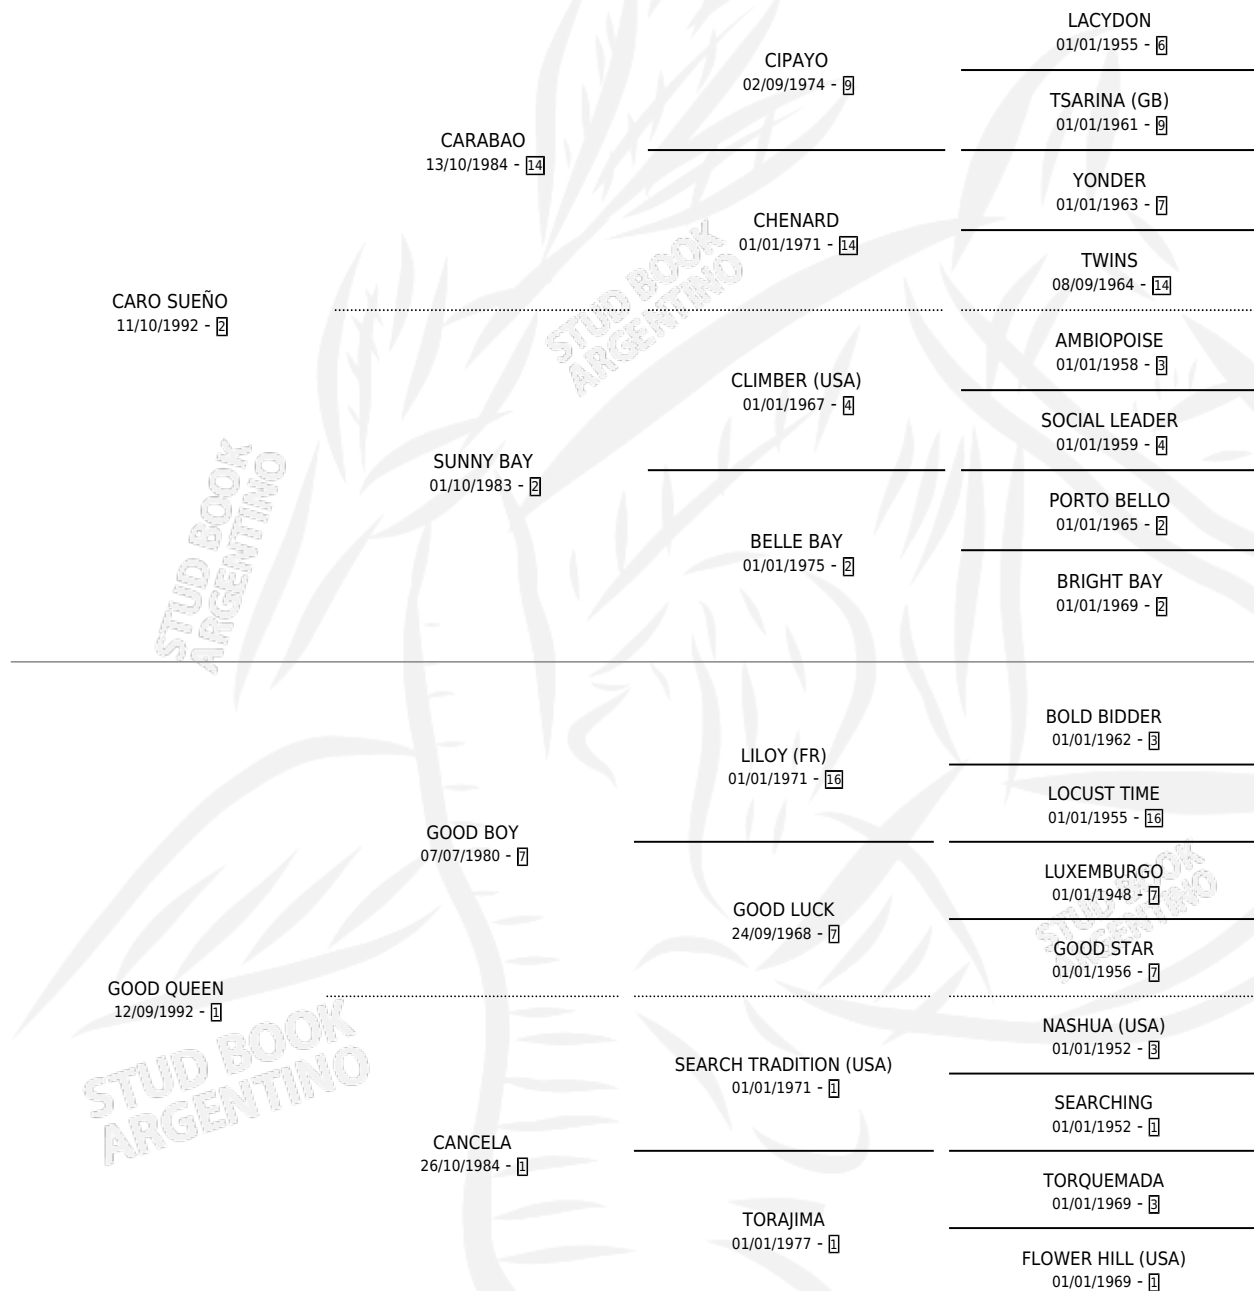 LACYDON
01/01/1955 - 6
CIPAYO
02/09/1974 - 9
TSARINA (GB)
01/01/1961 - 9
CARABAO
13/10/1984 - 14
YONDER
01/01/1963 - 7
CHENARD
01/01/1971 - 14
TWINS
08/09/1964 - 14
CARO SUEÑO
11/10/1992 - 2
AMBIOPOISE
01/01/1958 - 3
CLIMBER (USA)
01/01/1967 - 4
SOCIAL LEADER
01/01/1959 - 4
SUNNY BAY
01/10/1983 - 2
PORTO BELLO
01/01/1965 - 2
BELLE BAY
01/01/1975 - 2
BRIGHT BAY
01/01/1969 - 2
BOLD BIDDER
01/01/1962 - 3
LILOY (FR)
01/01/1971 - 16
LOCUST TIME
01/01/1955 - 16
GOOD BOY
07/07/1980 - 7
LUXEMBURGO
01/01/1948 - 7
GOOD LUCK
24/09/1968 - 7
GOOD STAR
01/01/1956 - 7
GOOD QUEEN
12/09/1992 - 1
NASHUA (USA)
01/01/1952 - 3
SEARCH TRADITION (USA)
01/01/1971 - 1
SEARCHING
01/01/1952 - 1
CANCELA
26/10/1984 - 1
TORQUEMADA
01/01/1969 - 3
TORAJIMA
01/01/1977 - 1
FLOWER HILL (USA)
01/01/1969 - 1
STUD BOOK
ARGENTINO
STUD BOOK
ARGENTINO
STUD BOOK
ARGENTINO
STUD BOOK
ARGENTINO